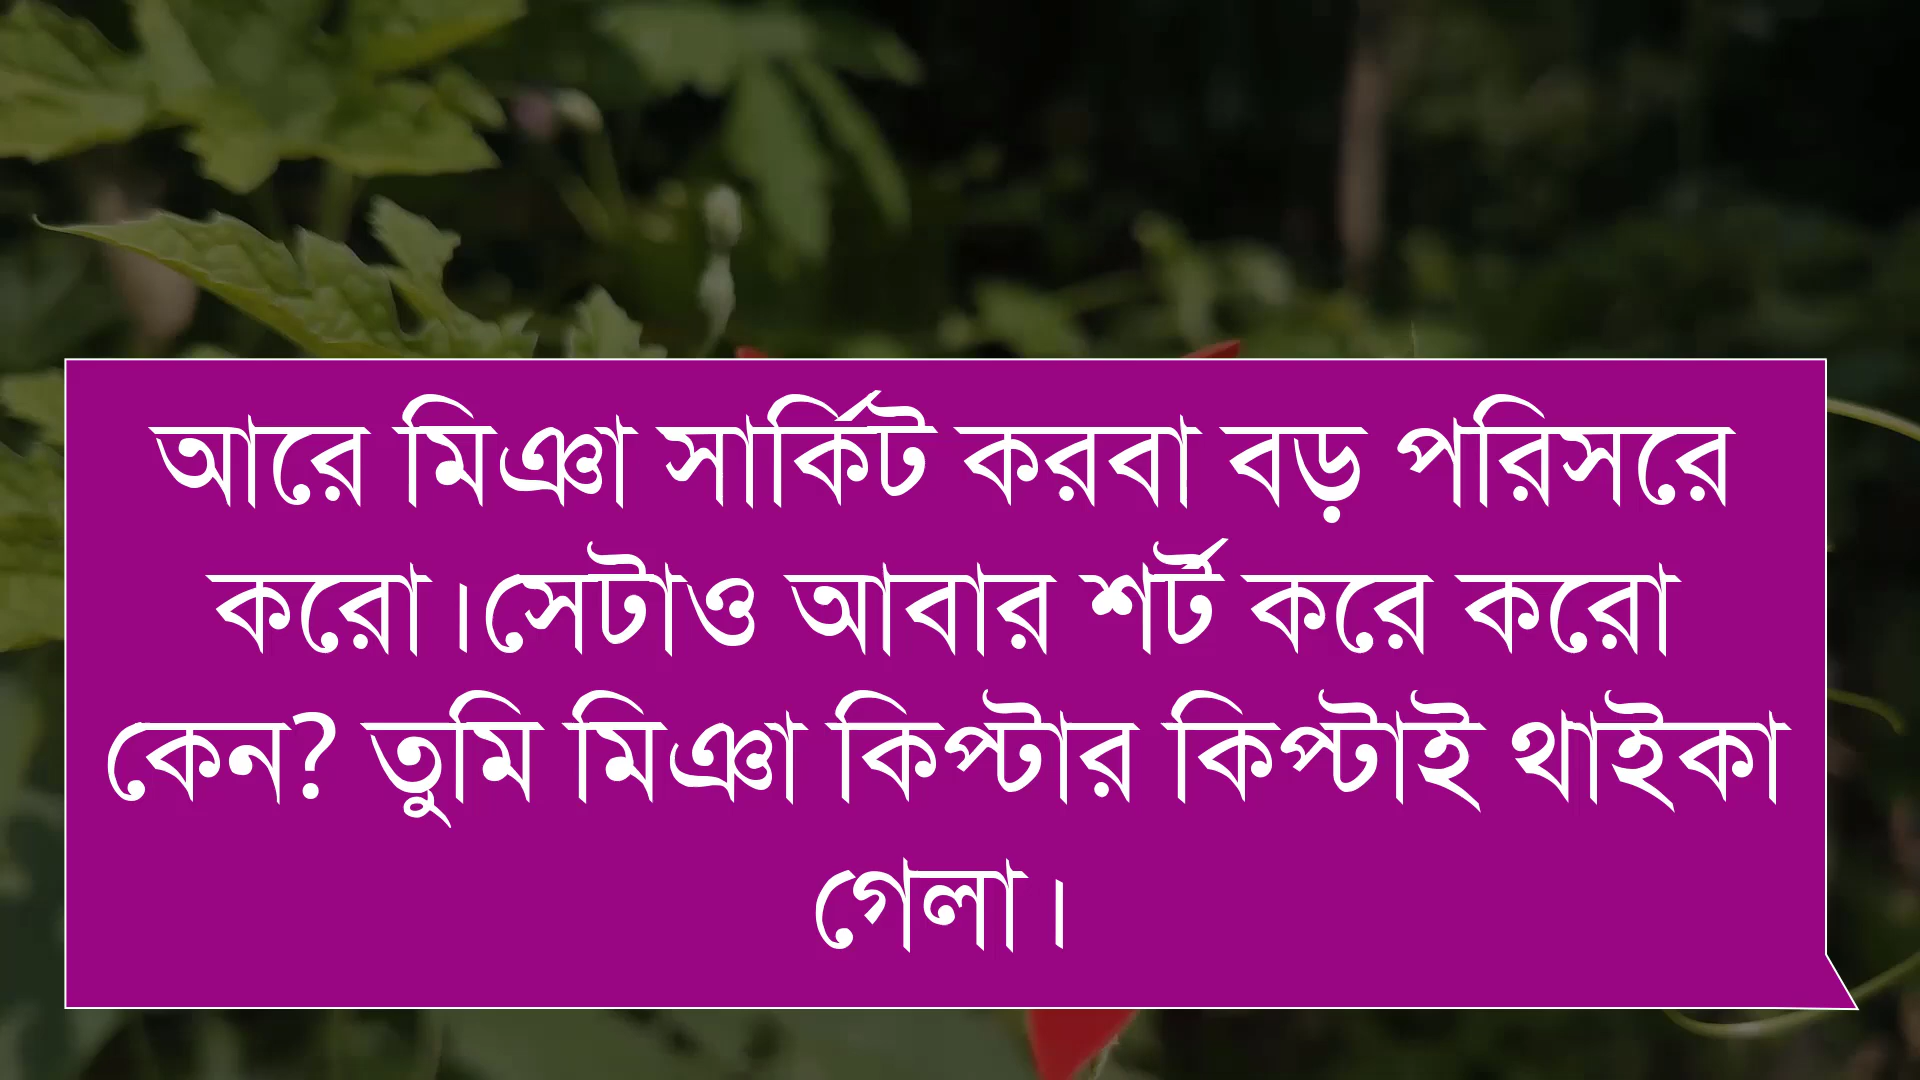 আরে মিঞা সার্কিট করবা বড় পরিসরে
করো।সেটাও আবার শর্ট করে করো
কেন? তুমি মিঞা কিপ্টার কিপ্টাই থাইকা
গেলা।